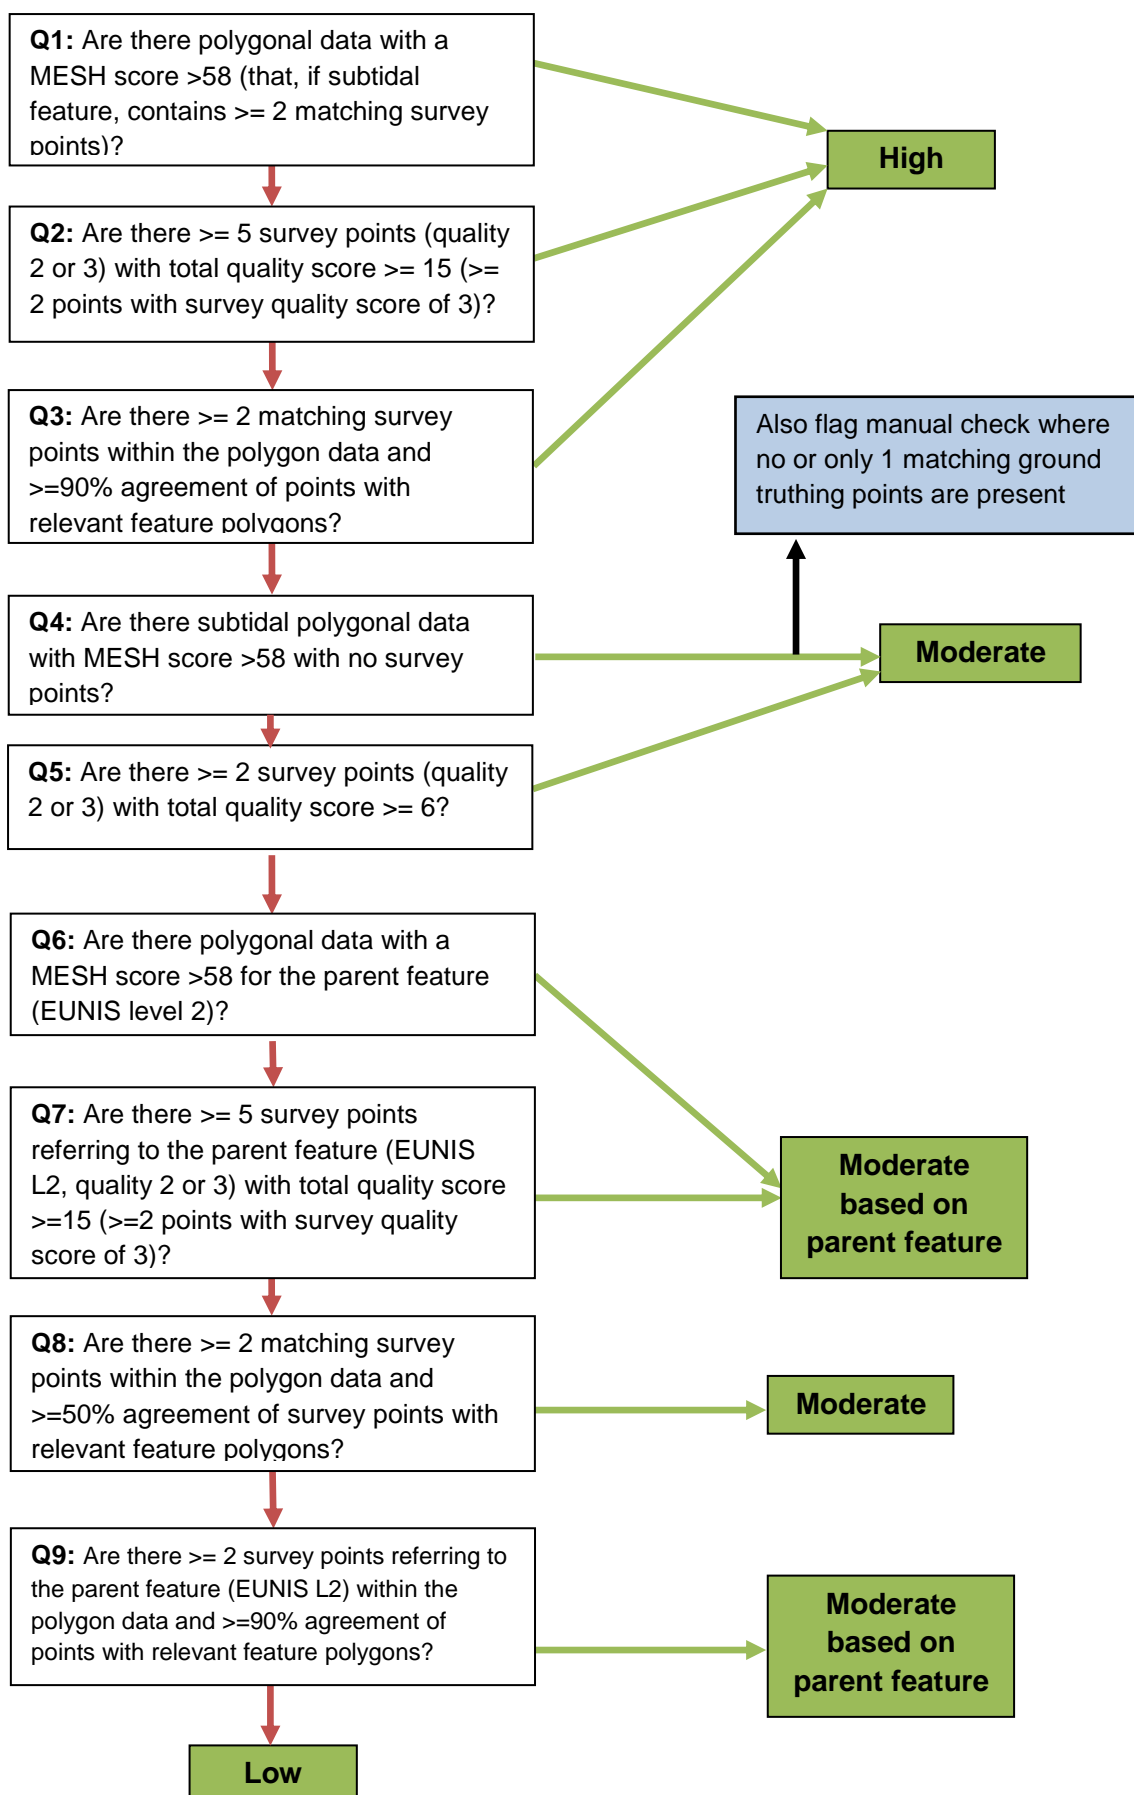 Q1: Are there polygonal data with a
MESH score >58 (that, if subtidal
feature, contains >= 2 matching survey
points)?
High
Q2: Are there >= 5 survey points (quality
2 or 3) with total quality score >= 15 (>=
2 points with survey quality score of 3)?
Q3: Are there >= 2 matching survey
points within the polygon data and
>=90% agreement of points with
relevant feature polygons?
Also flag manual check where
no or only 1 matching ground
truthing points are present
Q4: Are there subtidal polygonal data
with MESH score >58 with no survey
points?
Moderate
Q5: Are there >= 2 survey points (quality
2 or 3) with total quality score >= 6?
Q6: Are there polygonal data with a
MESH score >58 for the parent feature
(EUNIS level 2)?
Q7: Are there >= 5 survey points
referring to the parent feature (EUNIS
L2, quality 2 or 3) with total quality score
>=15 (>=2 points with survey quality
score of 3)?
Moderate
based on
parent feature
Q8: Are there >= 2 matching survey
points within the polygon data and
>=50% agreement of survey points with
relevant feature polygons?
Moderate
Q9: Are there >= 2 survey points referring to
the parent feature (EUNIS L2) within the
polygon data and >=90% agreement of
points with relevant feature polygons?
Moderate
based on
parent feature
Low